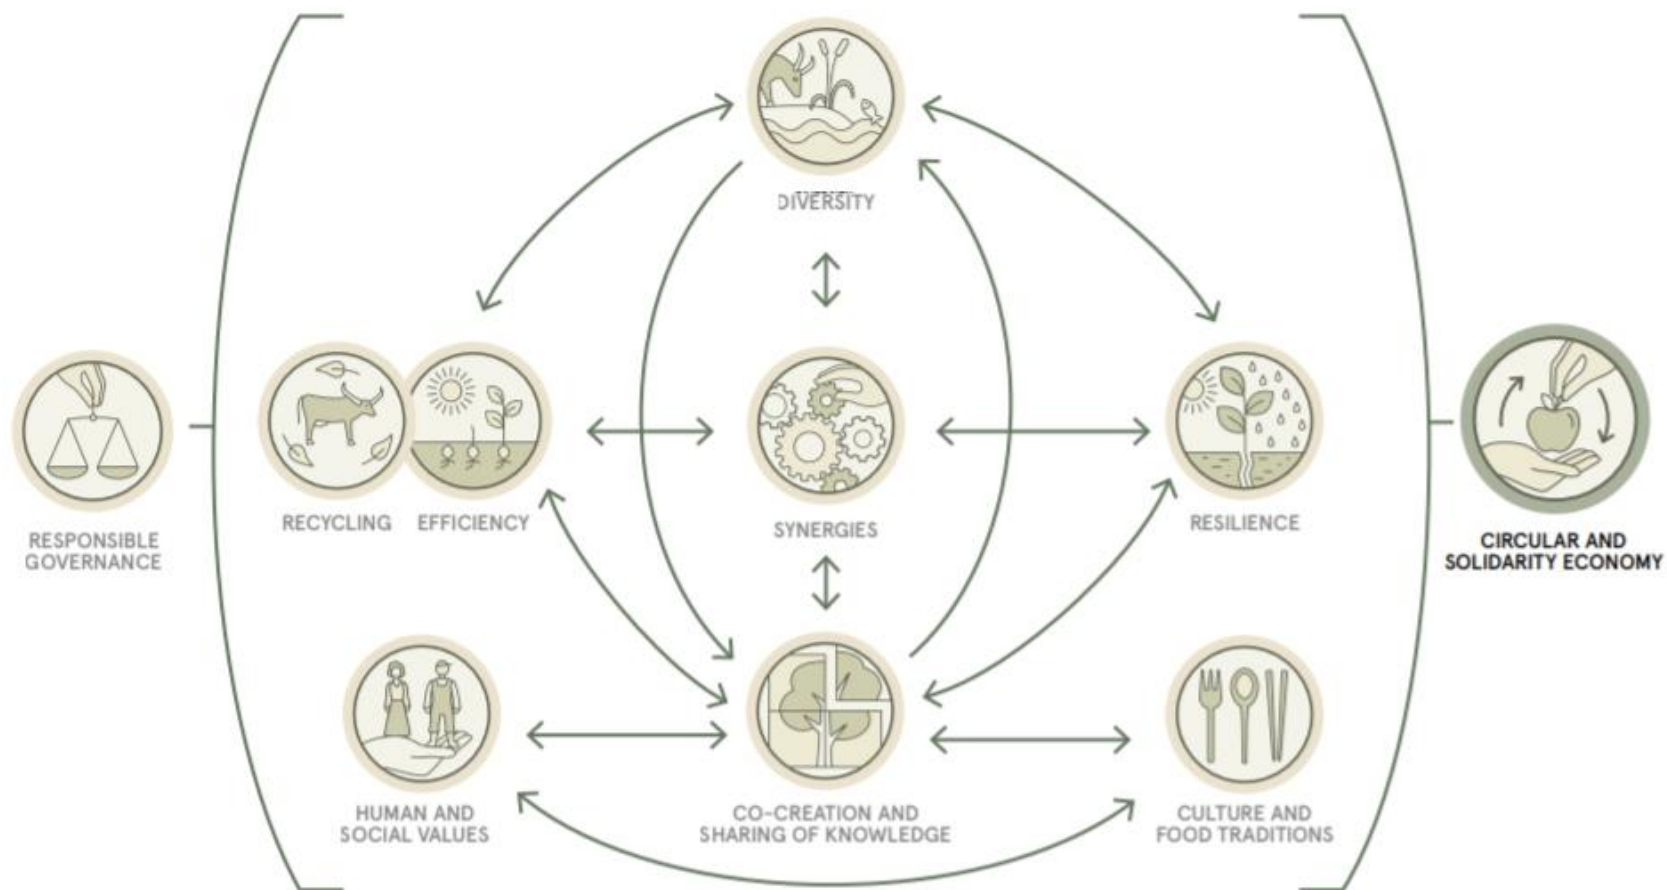 DIVERSITY
RESPONSIBLE
GOVERNANCE
RECYCLING
EFFICIENCY
SYNERGIES
RESILIENCE
CIRCULAR AND
SOLIDARITY ECONOMY
HUMAN AND
SOCIAL VALUES
CO-CREATION AND
SHARING OF KNOWLEDGE
CULTURE AND
FOOD TRADITIONS